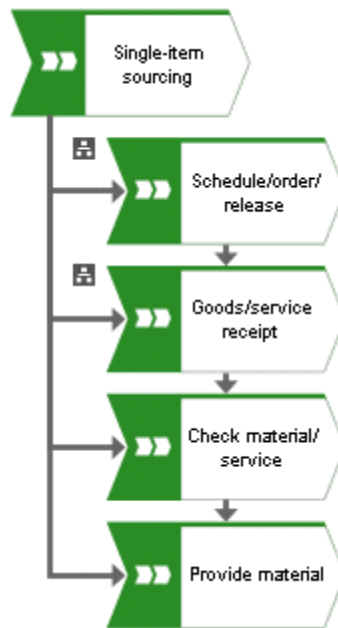 Single-item
sourcing
Schedule/order/
release
Goods/service
receipt
Check material/
service
Provide material